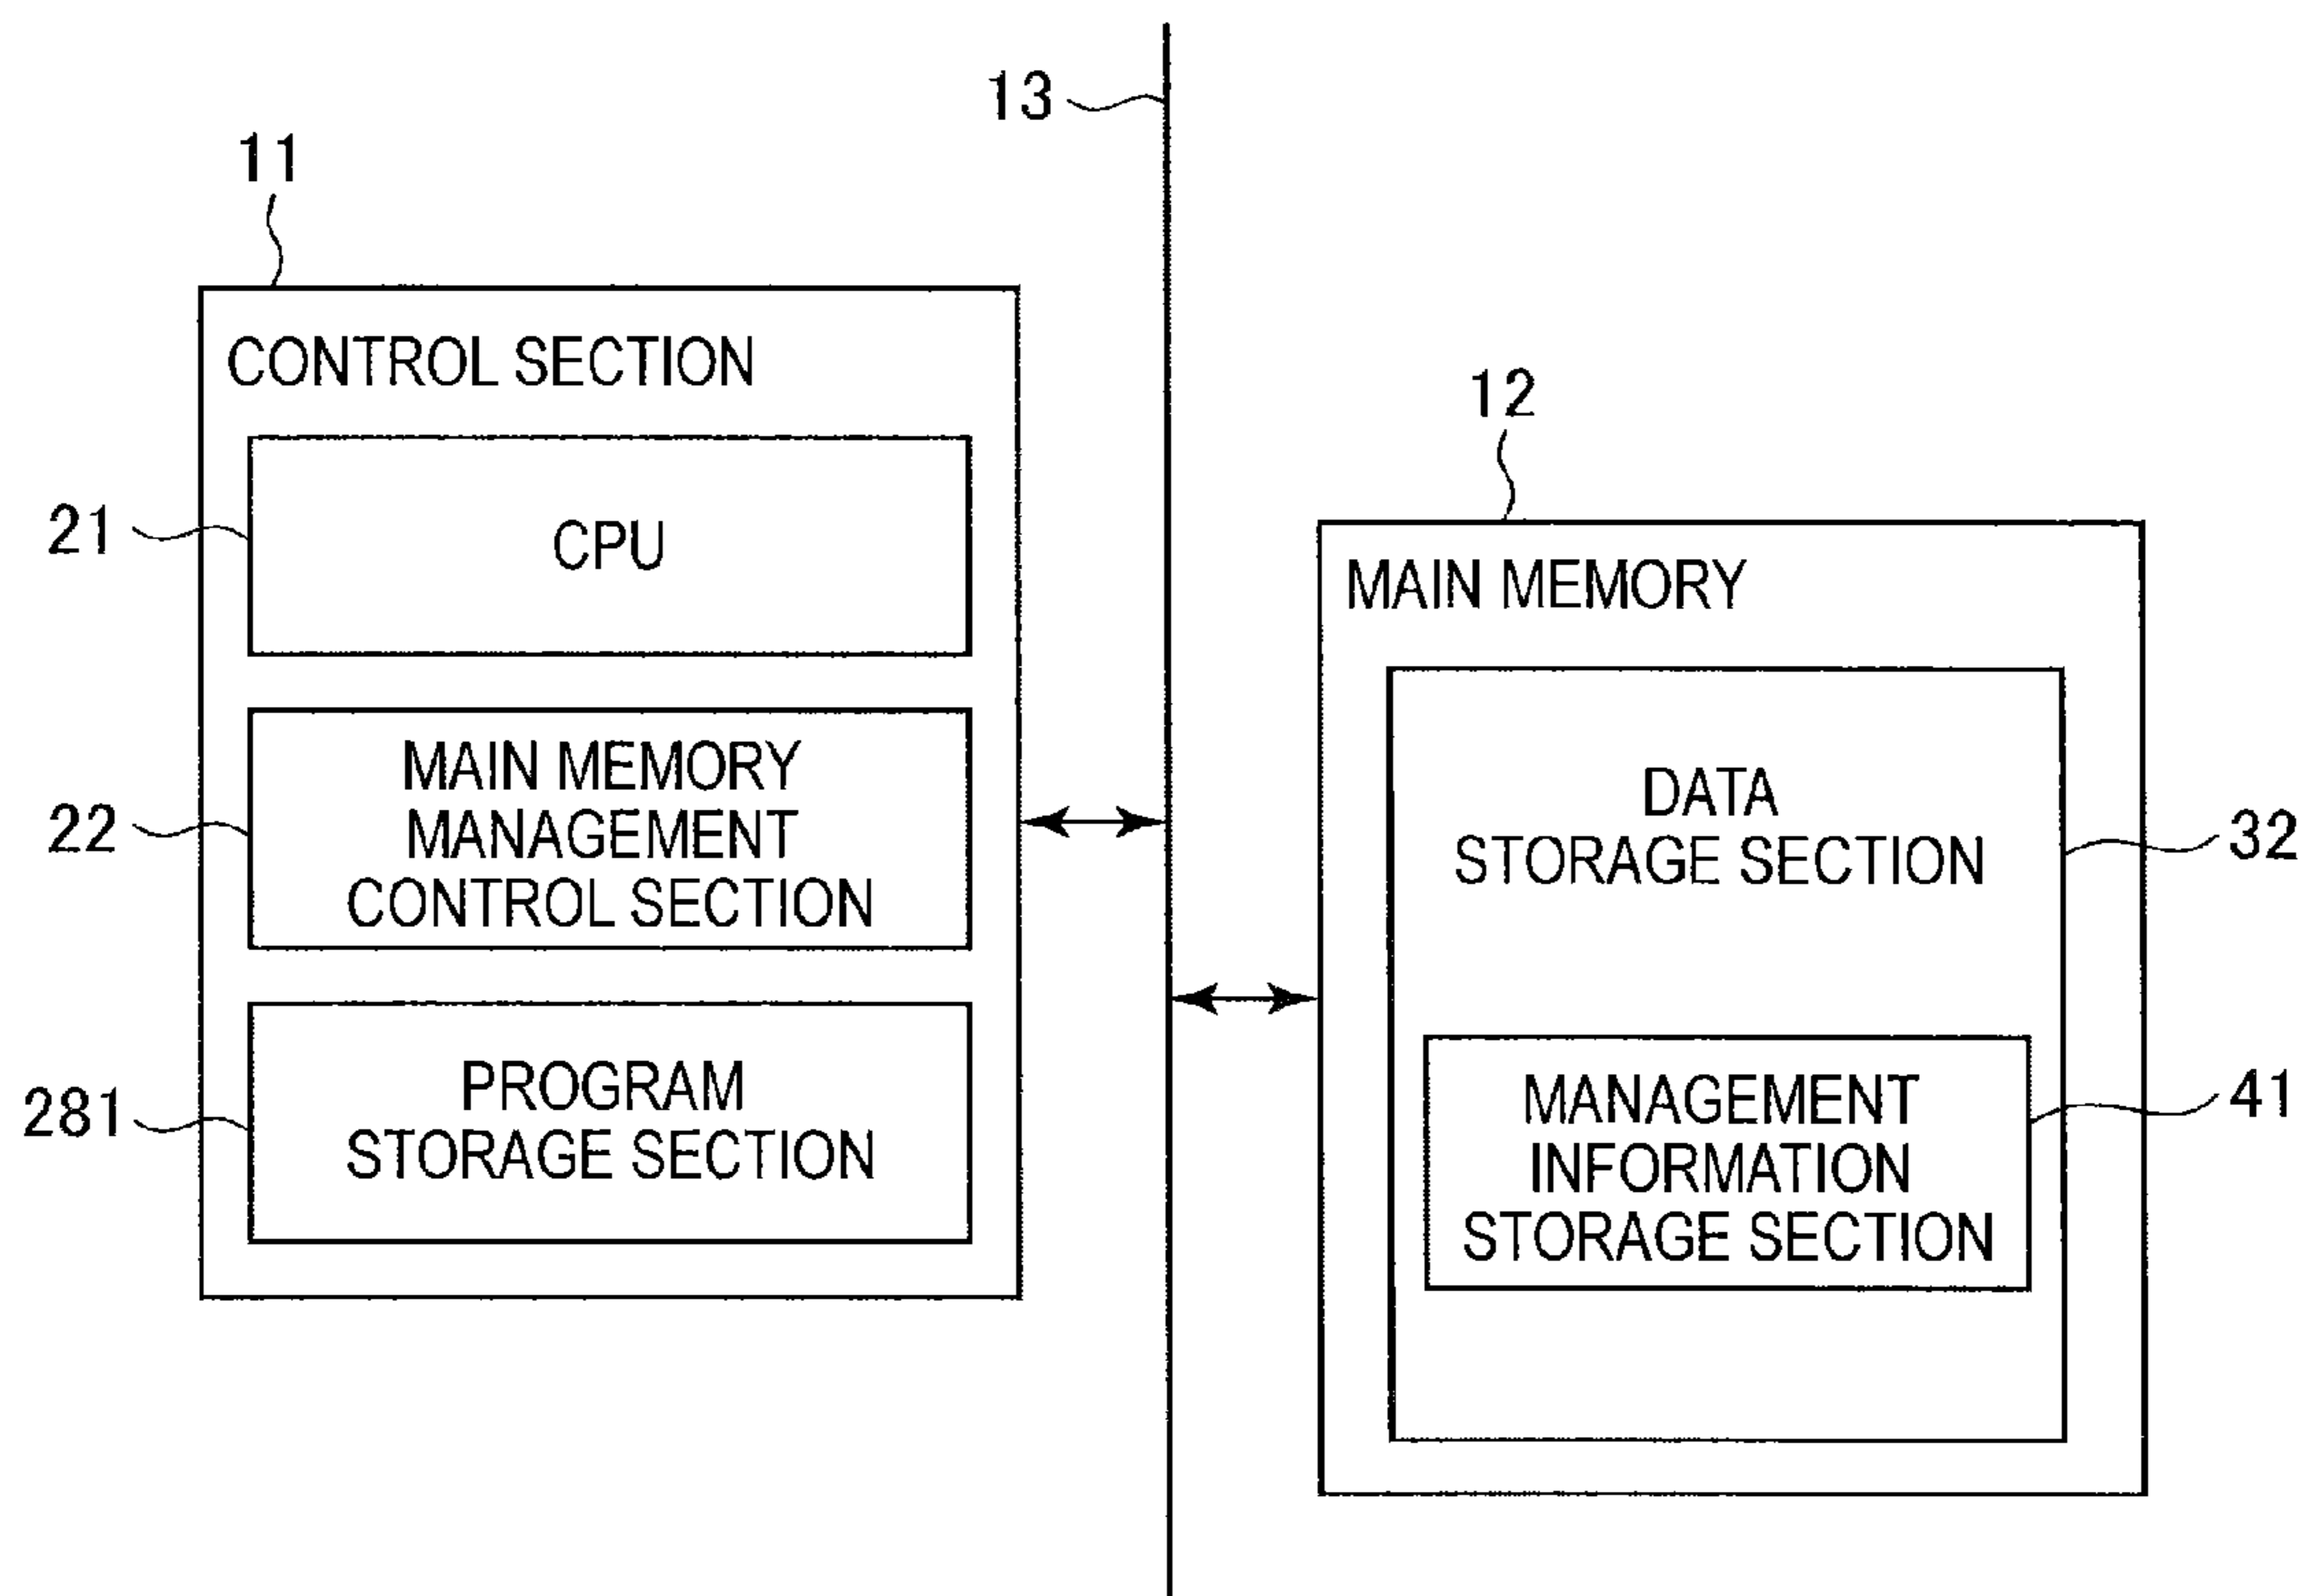 13
11
CONTROL SECTION
12
21
CPU
MAIN MEMORY
22
MAIN MEMORY
MANAGEMENT
CONTROL SECTION
DATA
STORAGE SECTION
32
281
PROGRAM
STORAGE SECTION
MANAGEMENT
INFORMATION
STORAGE SECTION
41